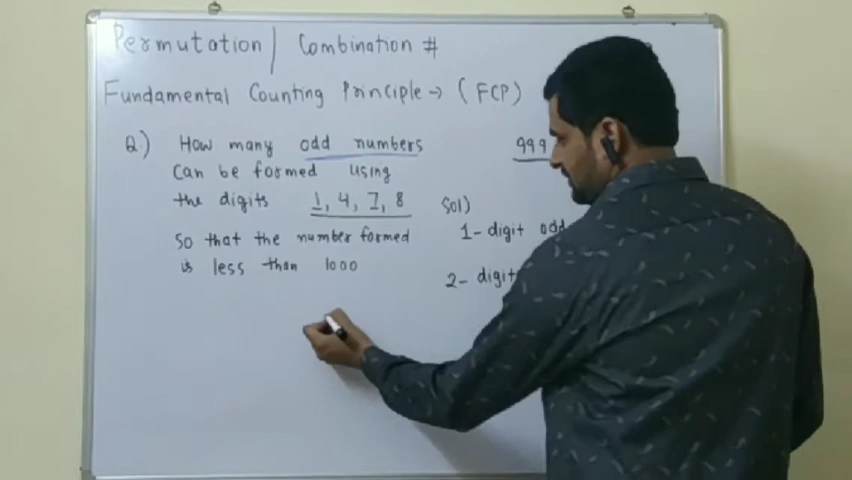 Permutation | Combination #
Fundamental Counting Principle → (FCP)
Q) How many odd numbers
can be formed using
the digits 1, 4, 7, 8
So that the number formed
is less than 1000
999
Sol)
1- digit odd
2- digit